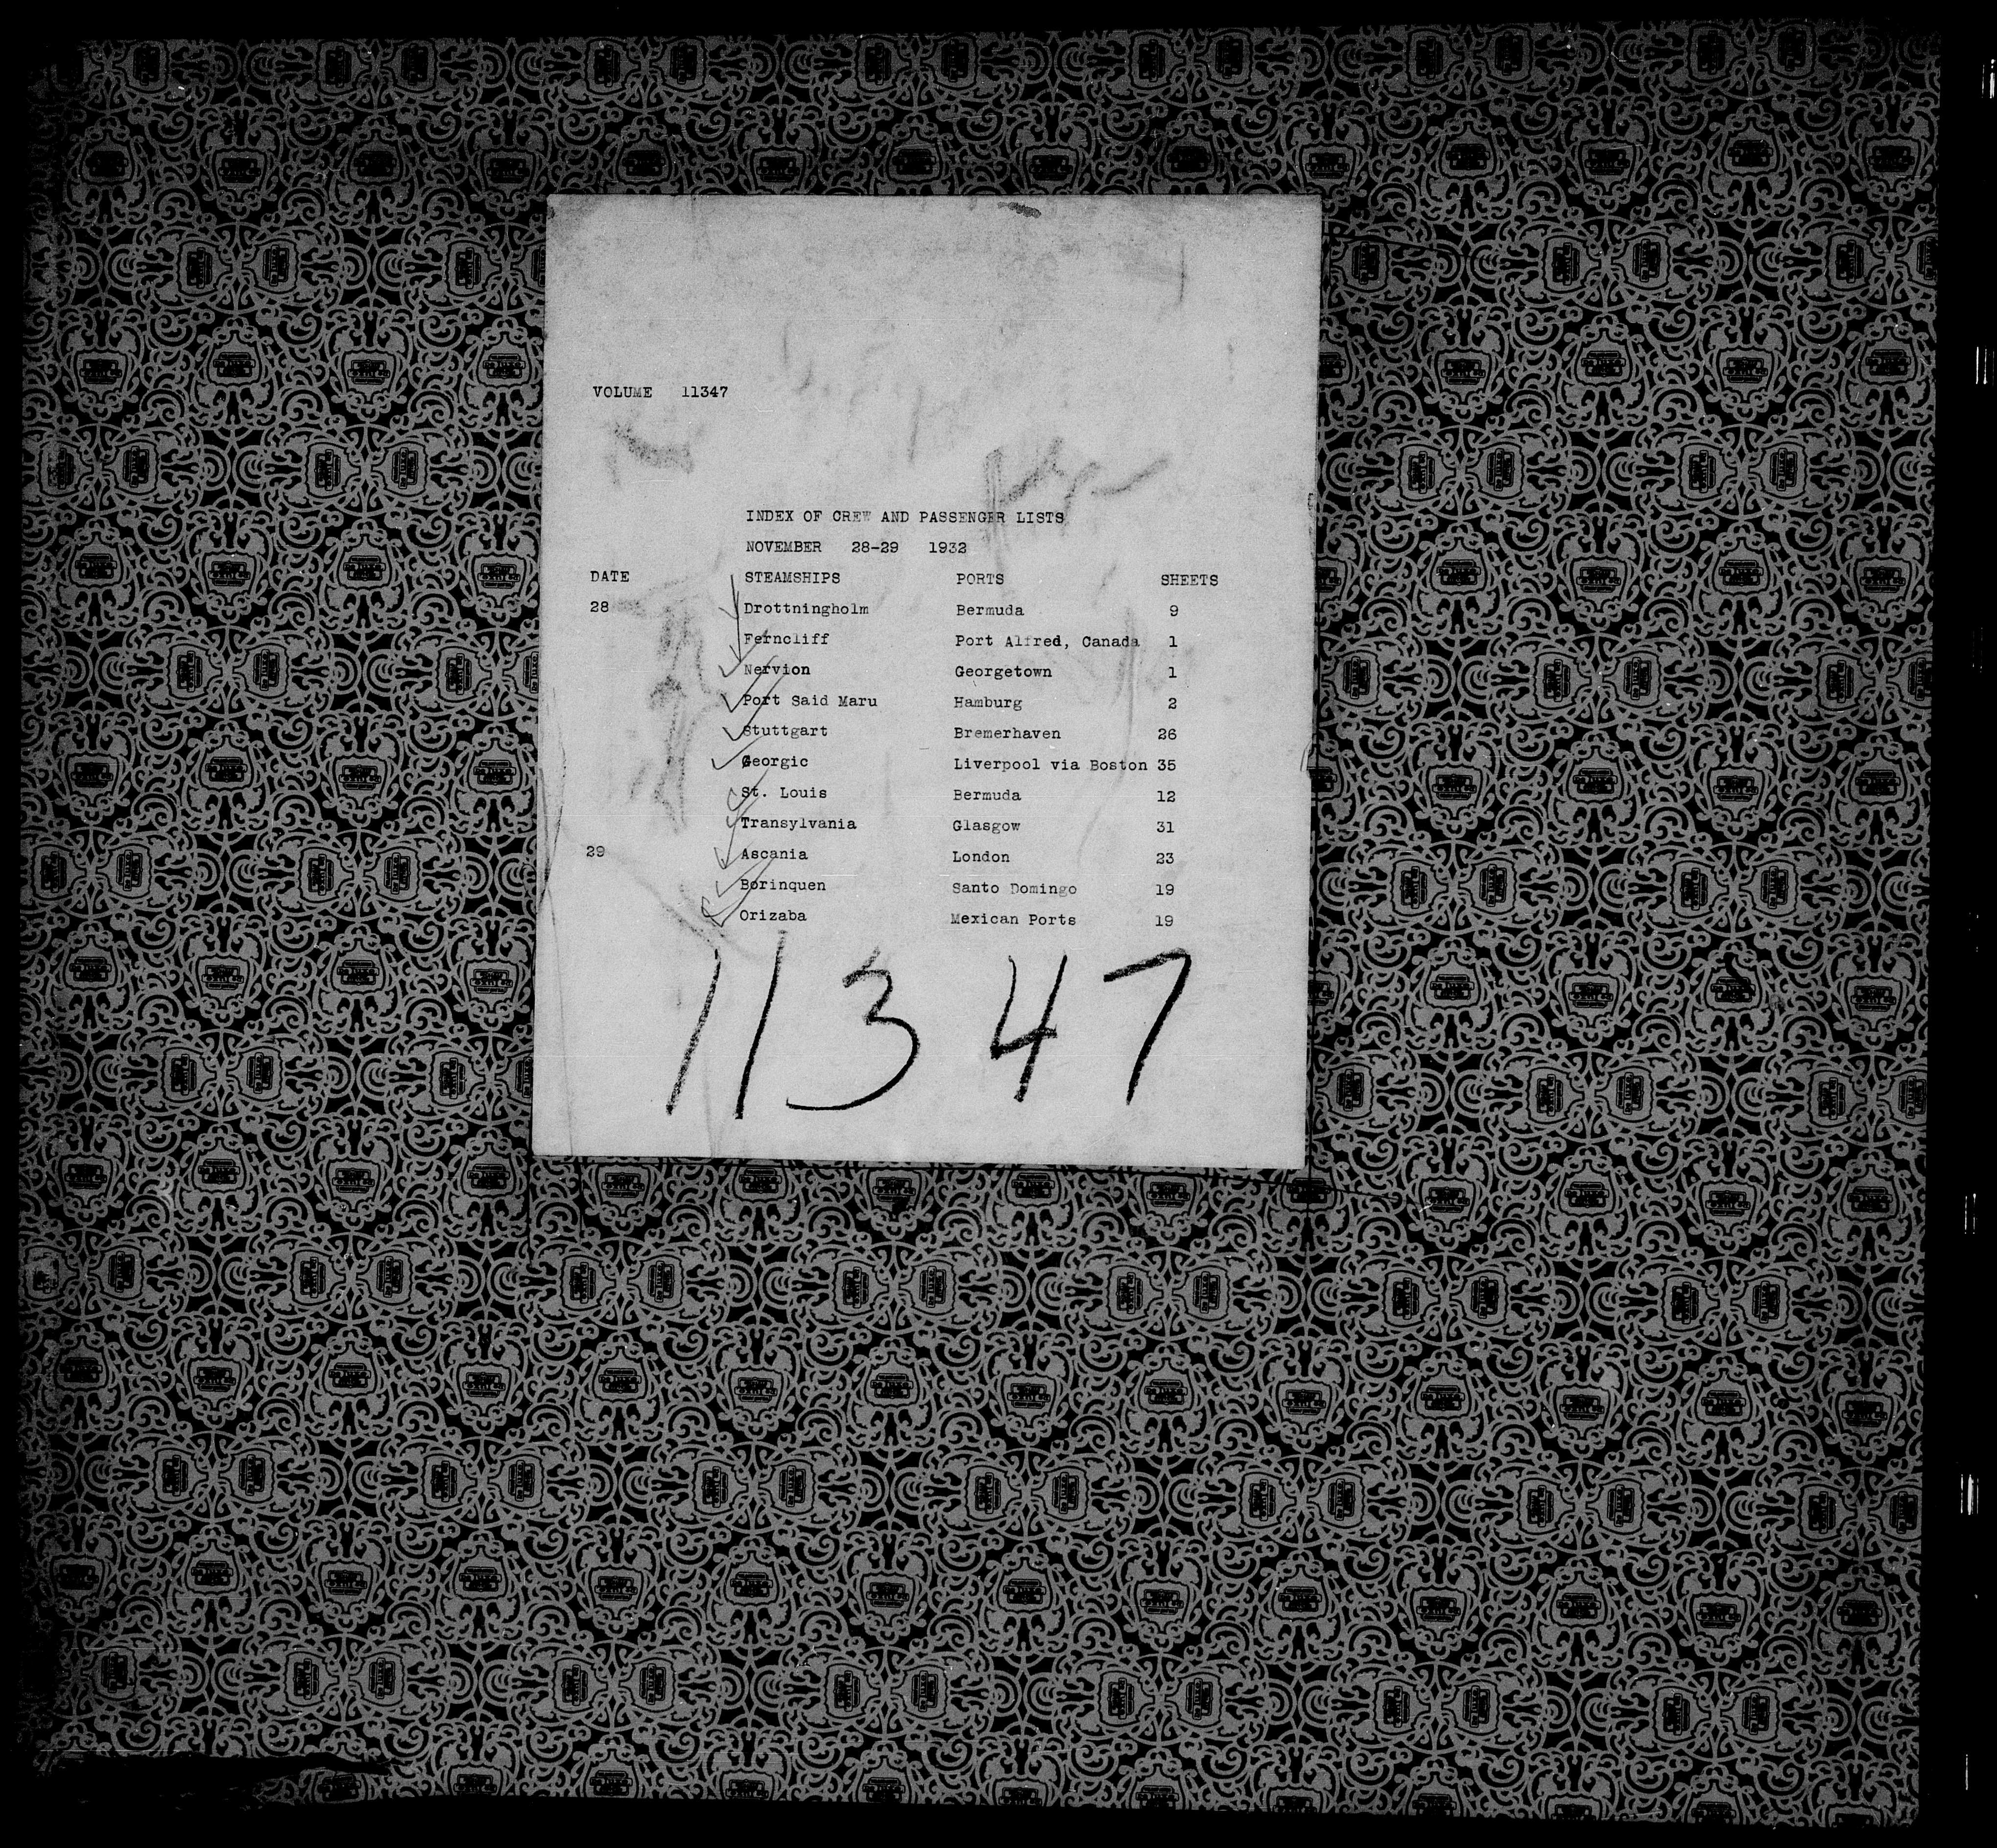 VOLUME 11347
INDEX OF CREW AND PASSENGER LISTS
NOVEMBER 28-29 1932
DATE STEAMSHIPS PORTS SHEETS
28 Drottningholm Bermuda 9
Ferncliff Port Alfred, Canada 1
Nervion Georgetown 1
Port Said Maru Hamburg 2
Stuttgart Bremerhaven 26
Georgic Liverpool via Boston 35
St. Louis Bermuda 12
Transylvania Glasgow 31
29 Ascania London 23
Borinquen Santo Domingo 19
Orizaba Mexican Ports 19
11347